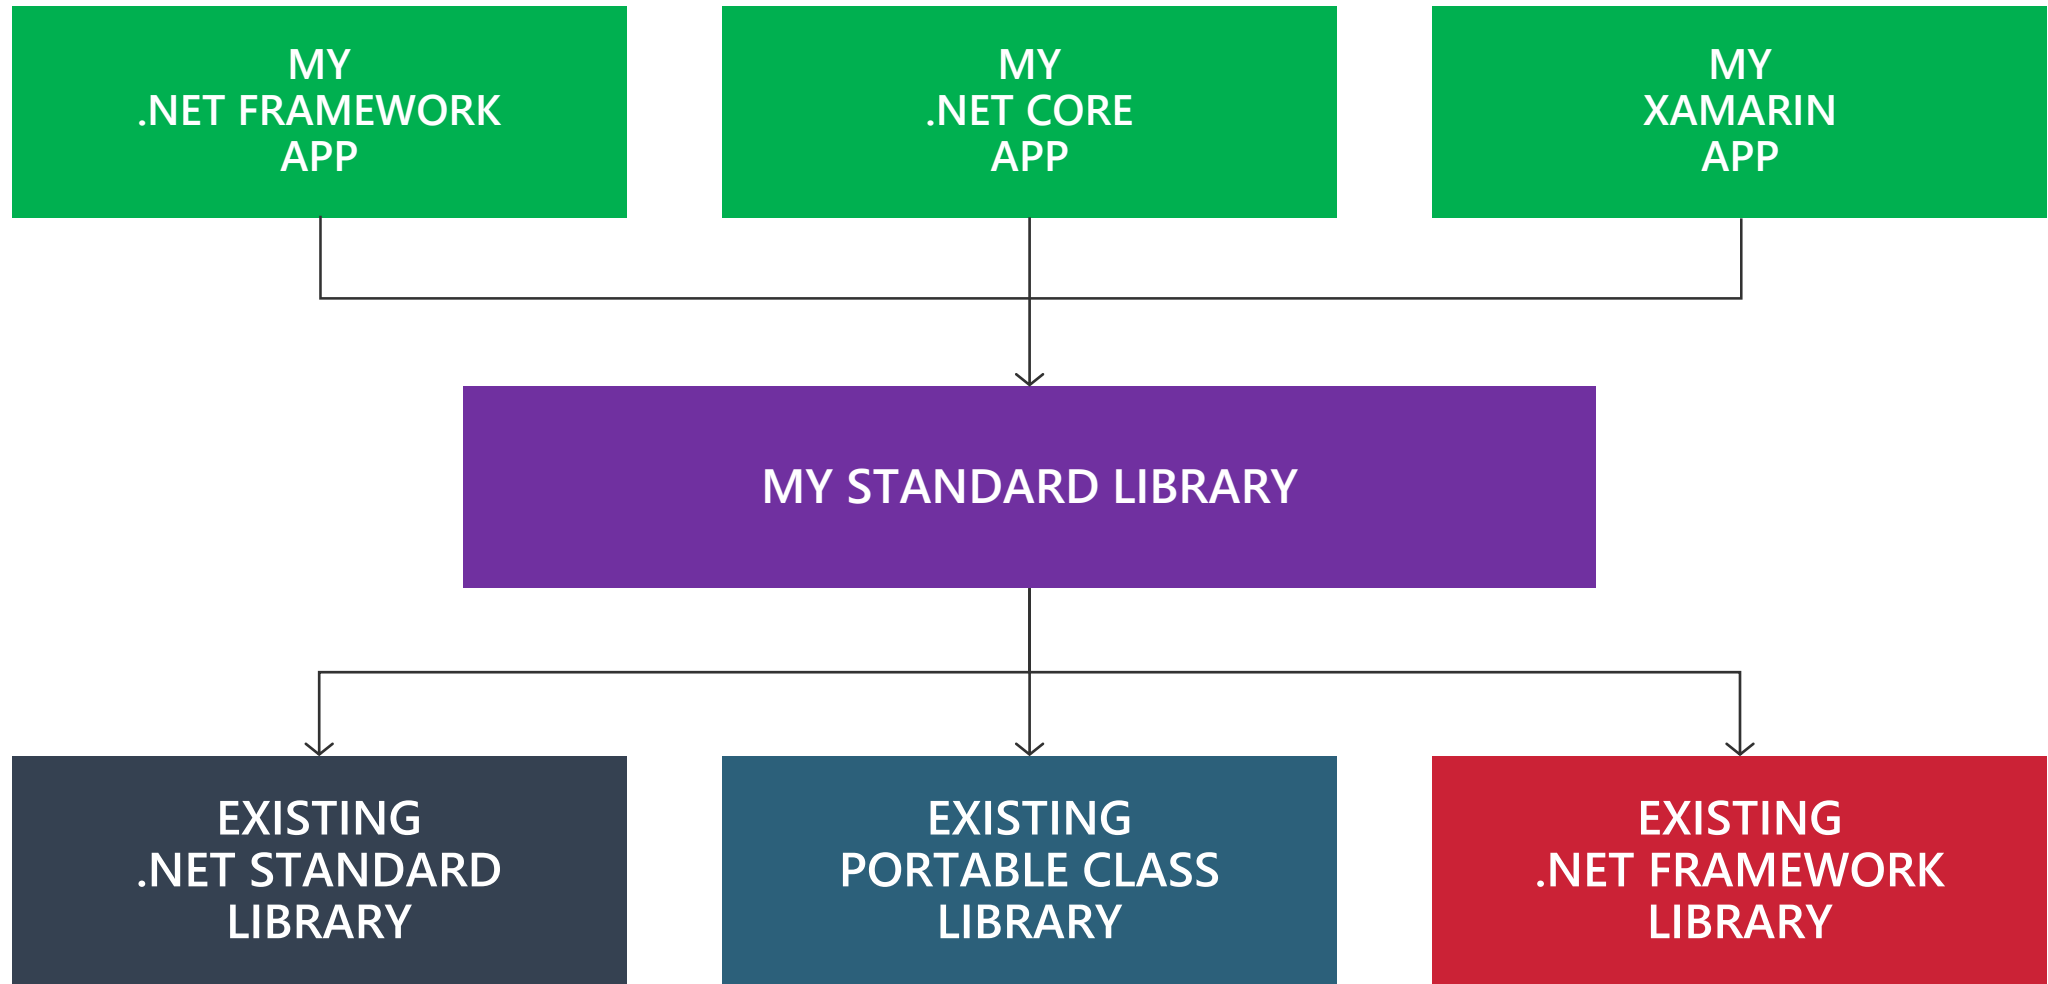 MY
.NET FRAMEWORK
APP
MY
.NET CORE
APP
MY
XAMARIN
APP
MY STANDARD LIBRARY
EXISTING
.NET STANDARD
LIBRARY
EXISTING
PORTABLE CLASS
LIBRARY
EXISTING
.NET FRAMEWORK
LIBRARY